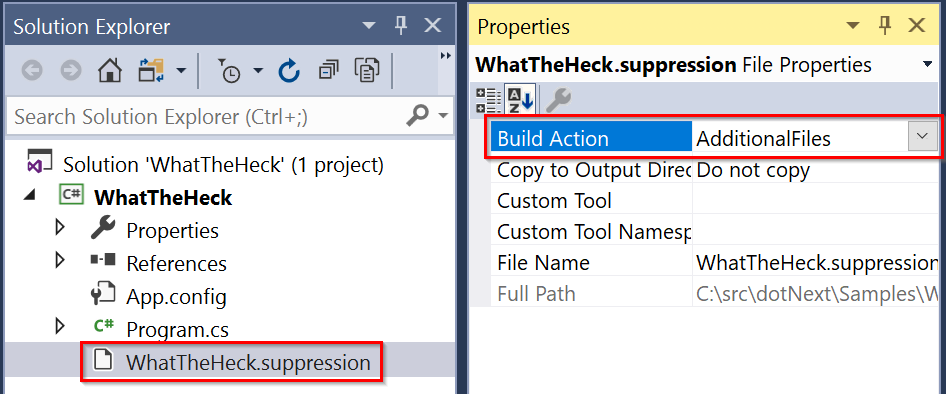 Solution Explorer
Search Solution Explorer (Ctrl+;)
Solution 'WhatTheHeck' (1 project)
C# WhatTheHeck
Properties
References
App.config
C# Program.cs
WhatTheHeck.suppression
Properties
WhatTheHeck.suppression File Properties
A Z
Build Action AdditionalFiles
Copy to Output Direc Do not copy
Custom Tool
Custom Tool Namesp
File Name WhatTheHeck.suppression
Full Path C:\src\dotNext\Samples\W